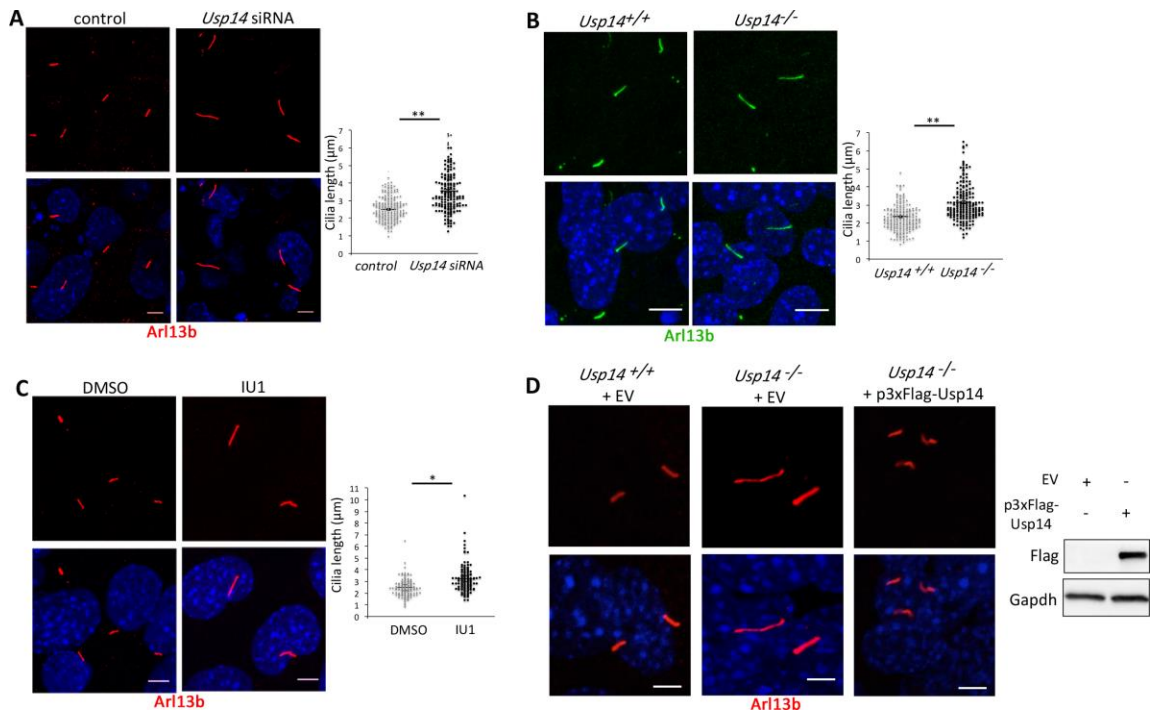 A
control
Usp14 siRNA
**
Cilia length (µm)
7
6
5
4
3
2
1
0
control
Usp14 siRNA
Arl13b
B
Usp14+/+
Usp14-/-
**
Cilia length (µm)
7
6
5
4
3
2
1
0
Usp14 +/+
Usp14 -/-
Arl13b
C
DMSO
IU1
*
Cilia length (µm)
11
10
9
8
7
6
5
4
3
2
1
0
DMSO
IU1
Arl13b
D
Usp14 +/+
+ EV
Usp14 -/-
+ EV
Usp14 -/-
+ p3xFlag-Usp14
Arl13b
EV + -
p3xFlag-
Usp14 - +
Flag
Gapdh